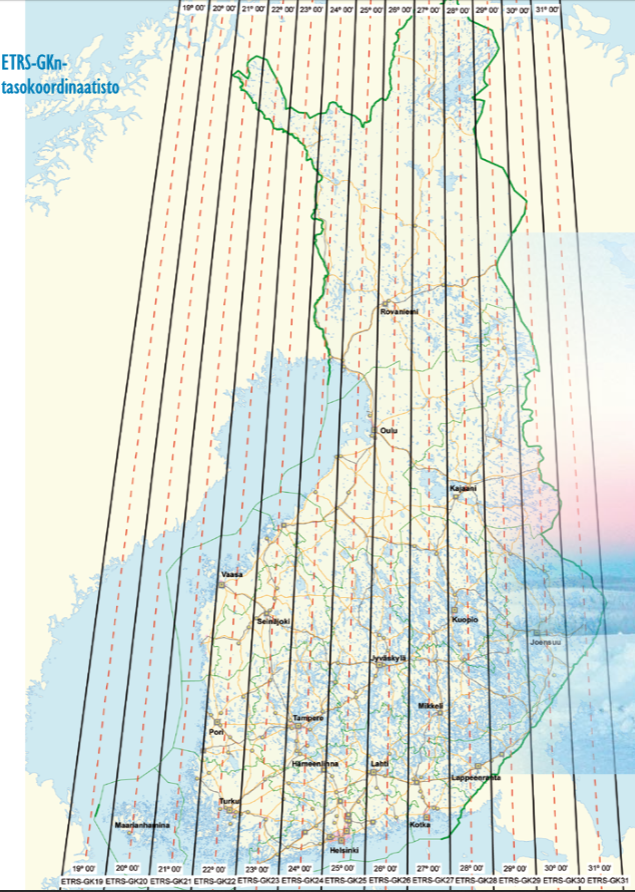 19° 00' 20° 00' 21° 00' 22° 00' 23° 00' 24° 00' 25° 00' 26° 00' 27° 00' 28° 00' 29° 00' 30° 00' 31° 00'
ETRS-GKn-
tasokoordinaatisto
Rovaniemi
Oulu
Kajaani
Vaasa
Seinäjoki
Kuopio
Joensuu
Jyväskylä
Mikkeli
Tampere
Pori
Hämeenlinna
Lahti
Lappeenranta
Turku
Maarianhamina
Kotka
Helsinki
19° 00' 20° 00' 21° 00' 22° 00' 23° 00' 24° 00' 25° 00' 26° 00' 27° 00' 28° 00' 29° 00' 30° 00' 31° 00'
ETRS-GK19 ETRS-GK20 ETRS-GK21 ETRS-GK22 ETRS-GK23 ETRS-GK24 ETRS-GK25 ETRS-GK26 ETRS-GK27 ETRS-GK28 ETRS-GK29 ETRS-GK30 ETRS-GK31